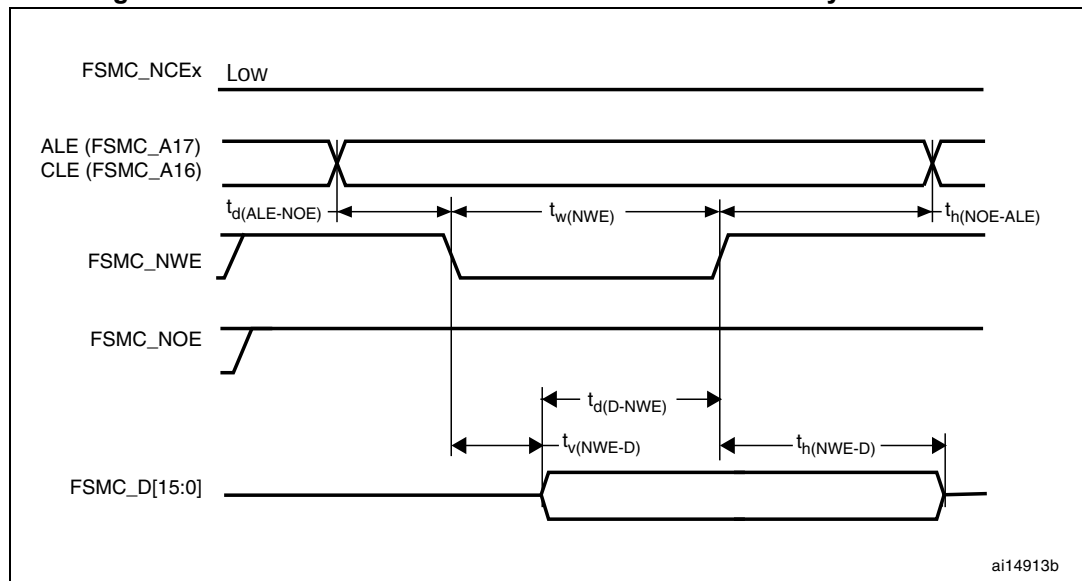 FSMC_NCEx Low
ALE (FSMC_A17)
CLE (FSMC_A16)
td(ALE-NOE) tw(NWE) th(NOE-ALE)
FSMC_NWE
FSMC_NOE
td(D-NWE)
tv(NWE-D) th(NWE-D)
FSMC_D[15:0]
ai14913b